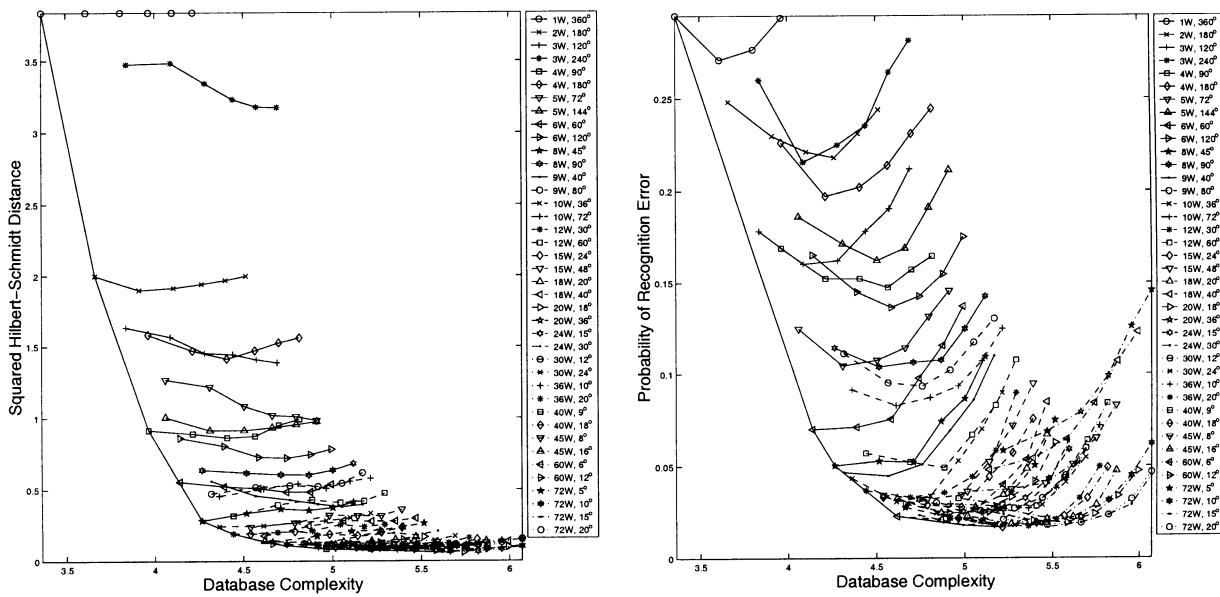 Squared Hilbert-Schmidt Distance
3.5
3
2.5
2
1.5
1
0.5
0
3.5
4
4.5
5
5.5
6
Database Complexity
1W, 360°
2W, 180°
3W, 120°
3W, 240°
4W, 90°
4W, 180°
5W, 72°
5W, 144°
6W, 60°
6W, 120°
8W, 45°
8W, 90°
9W, 40°
9W, 80°
10W, 36°
10W, 72°
12W, 30°
12W, 60°
15W, 24°
15W, 48°
18W, 20°
18W, 40°
20W, 18°
20W, 36°
24W, 15°
24W, 30°
30W, 12°
30W, 24°
36W, 10°
36W, 20°
40W, 9°
40W, 18°
45W, 8°
45W, 16°
60W, 6°
60W, 12°
72W, 5°
72W, 10°
72W, 15°
72W, 20°
Probability of Recognition Error
0.25
0.2
0.15
0.1
0.05
0
3.5
4
4.5
5
5.5
6
Database Complexity
1W, 360°
2W, 180°
3W, 120°
3W, 240°
4W, 90°
4W, 180°
5W, 72°
5W, 144°
6W, 60°
6W, 120°
8W, 45°
8W, 90°
9W, 40°
9W, 80°
10W, 36°
10W, 72°
12W, 30°
12W, 60°
15W, 24°
15W, 48°
18W, 20°
18W, 40°
20W, 18°
20W, 36°
24W, 15°
24W, 30°
30W, 12°
30W, 24°
36W, 10°
36W, 20°
40W, 9°
40W, 18°
45W, 8°
45W, 16°
60W, 6°
60W, 12°
72W, 5°
72W, 10°
72W, 15°
72W, 20°